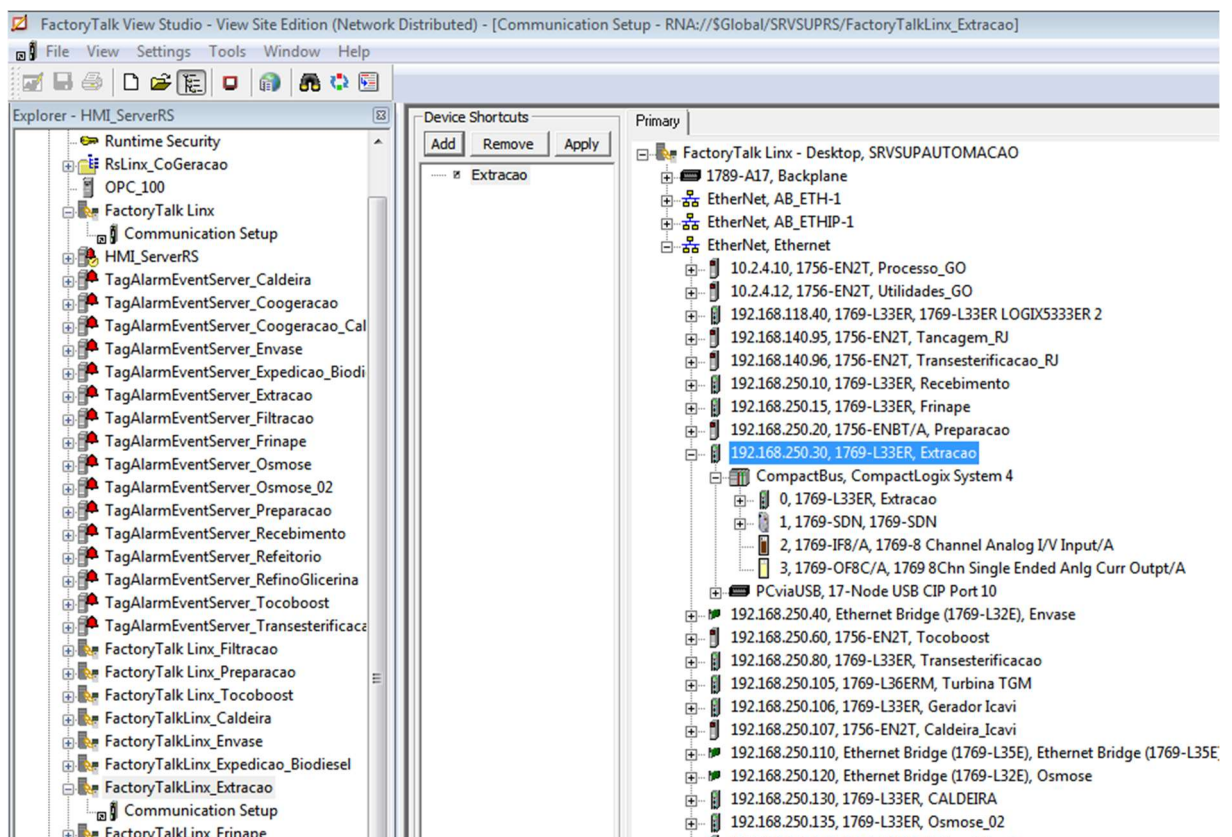 FactoryTalk View Studio - View Site Edition (Network Distributed) - [Communication Setup - RNA://$Global/SRVSUPRS/FactoryTalkLinx_Extracao]
File View Settings Tools Window Help
Explorer - HMI_ServerRS
Runtime Security
RsLinx_CoGeracao
OPC_100
FactoryTalk Linx
Communication Setup
HMI_ServerRS
TagAlarmEventServer_Caldeira
TagAlarmEventServer_Coogeracao
TagAlarmEventServer_Coogeracao_Cal
TagAlarmEventServer_Envase
TagAlarmEventServer_Expedicao_Biodi
TagAlarmEventServer_Extracao
TagAlarmEventServer_Filtracao
TagAlarmEventServer_Frinape
TagAlarmEventServer_Osmose
TagAlarmEventServer_Osmose_02
TagAlarmEventServer_Preparacao
TagAlarmEventServer_Recebimento
TagAlarmEventServer_Refeitorio
TagAlarmEventServer_RefinoGlicerina
TagAlarmEventServer_Tocoboost
TagAlarmEventServer_Transesterificaca
FactoryTalk Linx_Filtracao
FactoryTalk Linx_Preparacao
FactoryTalk Linx_Tocoboost
FactoryTalkLinx_Caldeira
FactoryTalkLinx_Envase
FactoryTalkLinx_Expedicao_Biodiesel
FactoryTalkLinx_Extracao
Communication Setup
FactoryTalkLinx_Frinape
Device Shortcuts
Add Remove Apply
Extracao
Primary
FactoryTalk Linx - Desktop, SRVSUPAUTOMACAO
1789-A17, Backplane
EtherNet, AB_ETH-1
EtherNet, AB_ETHIP-1
EtherNet, Ethernet
10.2.4.10, 1756-EN2T, Processo_GO
10.2.4.12, 1756-EN2T, Utilidades_GO
192.168.118.40, 1769-L33ER, 1769-L33ER LOGIX5333ER 2
192.168.140.95, 1756-EN2T, Tancagem_RJ
192.168.140.96, 1756-EN2T, Transesterificacao_RJ
192.168.250.10, 1769-L33ER, Recebimento
192.168.250.15, 1769-L33ER, Frinape
192.168.250.20, 1756-ENBT/A, Preparacao
192.168.250.30, 1769-L33ER, Extracao
CompactBus, CompactLogix System 4
0, 1769-L33ER, Extracao
1, 1769-SDN, 1769-SDN
2, 1769-IF8/A, 1769-8 Channel Analog I/V Input/A
3, 1769-OF8C/A, 1769 8Chn Single Ended Anlg Curr Outpt/A
PCviaUSB, 17-Node USB CIP Port 10
192.168.250.40, Ethernet Bridge (1769-L32E), Envase
192.168.250.60, 1756-EN2T, Tocoboost
192.168.250.80, 1769-L33ER, Transesterificacao
192.168.250.105, 1769-L36ERM, Turbina TGM
192.168.250.106, 1769-L33ER, Gerador Icavi
192.168.250.107, 1756-EN2T, Caldeira_Icavi
192.168.250.110, Ethernet Bridge (1769-L35E), Ethernet Bridge (1769-L35E
192.168.250.120, Ethernet Bridge (1769-L32E), Osmose
192.168.250.130, 1769-L33ER, CALDEIRA
192.168.250.135, 1769-L33ER, Osmose_02